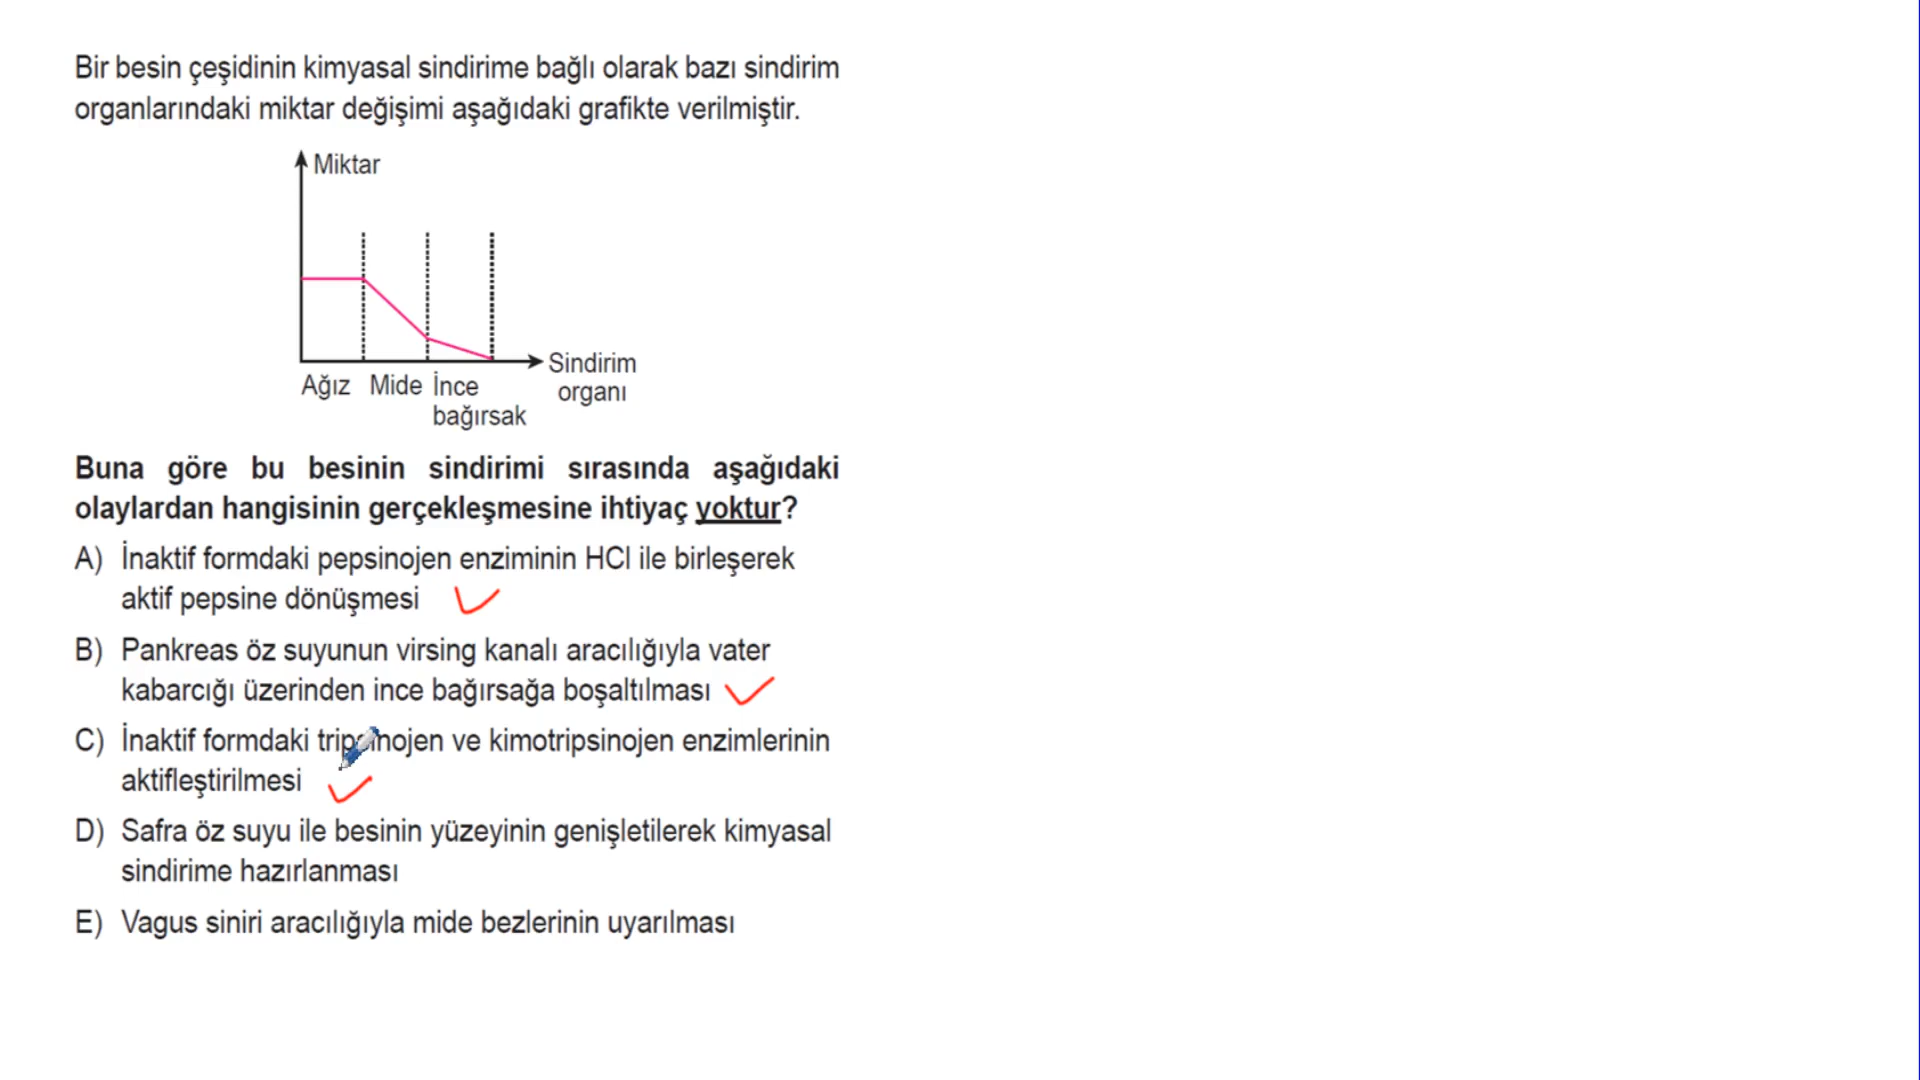 Bir besin çeşidinin kimyasal sindirime bağlı olarak bazı sindirim
organlarındaki miktar değişimi aşağıdaki grafikte verilmiştir.
Miktar
Sindirim
organı
Ağız Mide İnce
bağırsak
Buna göre bu besinin sindirimi sırasında aşağıdaki
olaylardan hangisinin gerçekleşmesine ihtiyaç yoktur?
A) İnaktif formdaki pepsinojen enziminin HCl ile birleşerek
aktif pepsine dönüşmesi
B) Pankreas öz suyunun virsing kanalı aracılığıyla vater
kabarcığı üzerinden ince bağırsağa boşaltılması
C) İnaktif formdaki tripsinojen ve kimotripsinojen enzimlerinin
aktifleştirilmesi
D) Safra öz suyu ile besinin yüzeyinin genişletilerek kimyasal
sindirime hazırlanması
E) Vagus siniri aracılığıyla mide bezlerinin uyarılması